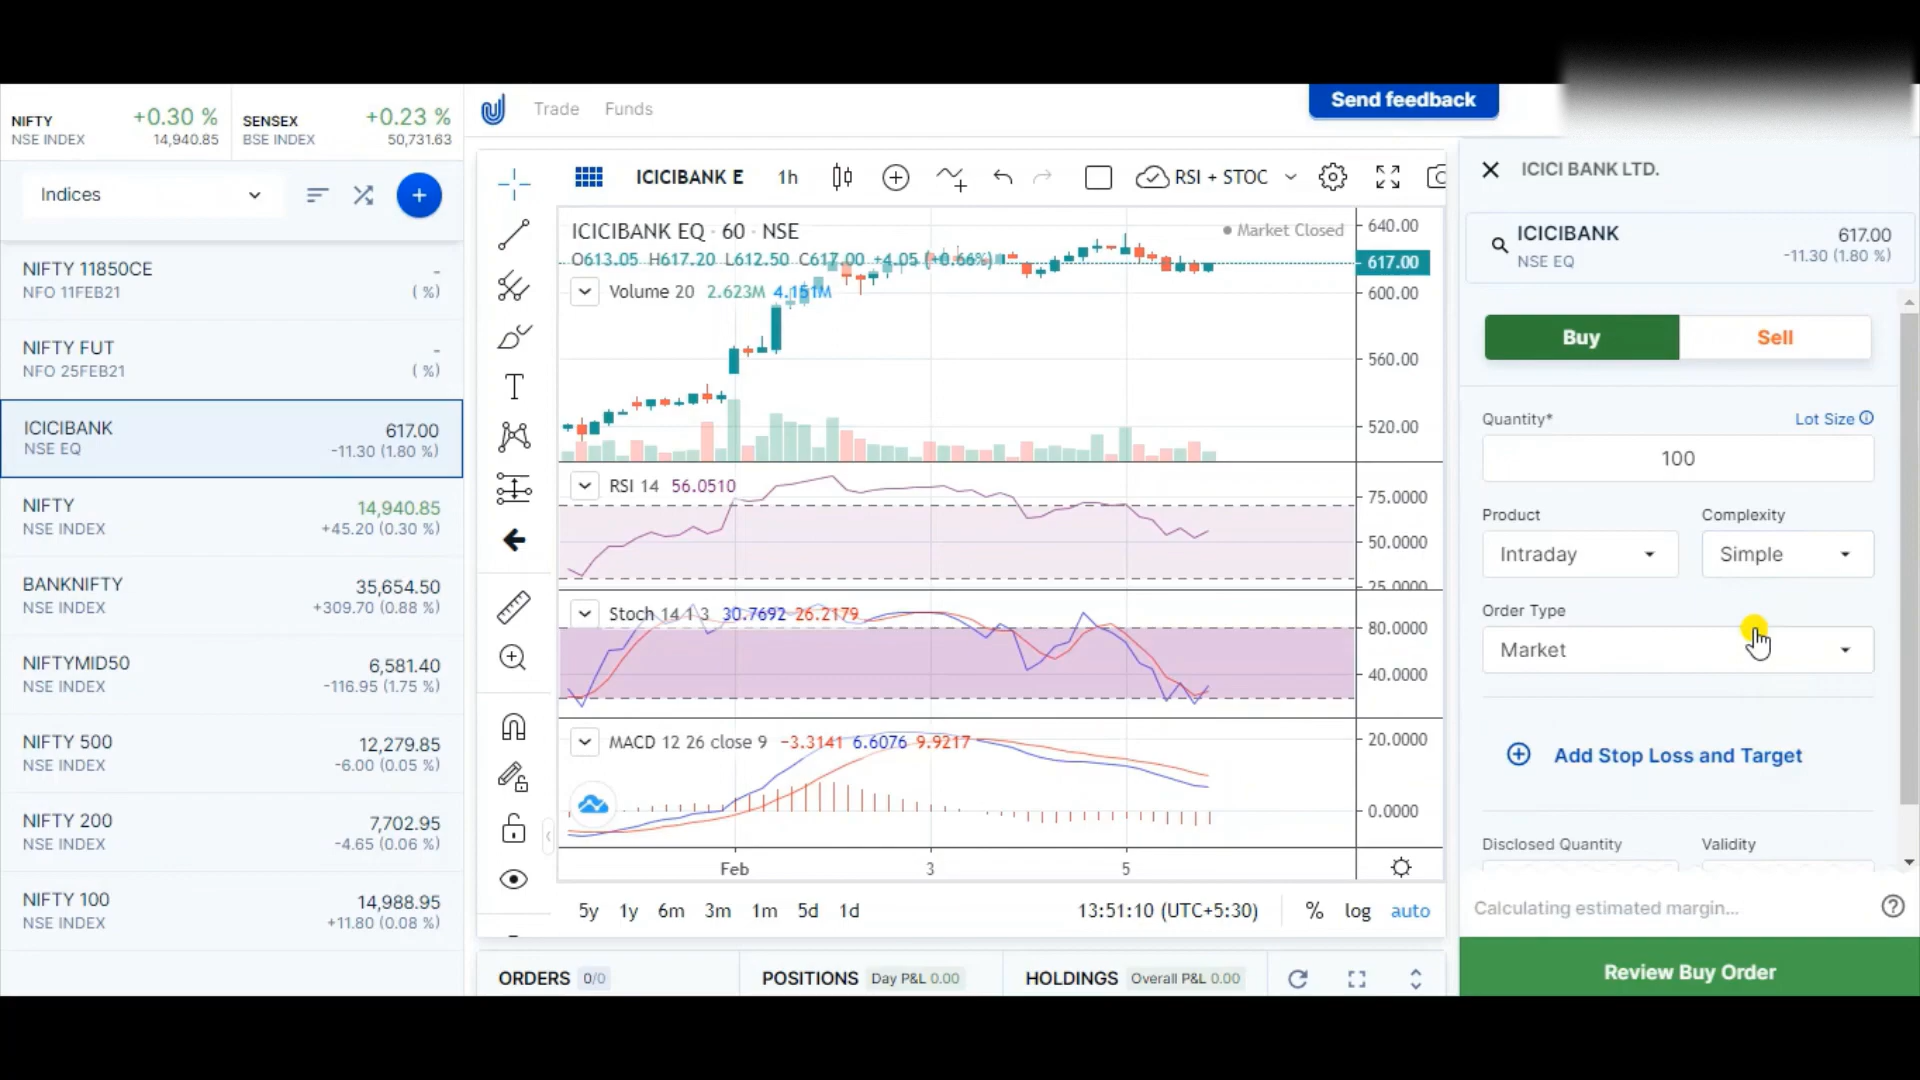 NIFTY
+0.30 %
NSE INDEX
14,940.85
SENSEX
+0.23 %
BSE INDEX
50,731.63
Indices
NIFTY 11850CE
-
NFO 11FEB21
( %)
NIFTY FUT
-
NFO 25FEB21
( %)
ICICIBANK
617.00
NSE EQ
-11.30 (1.80 %)
NIFTY
14,940.85
NSE INDEX
+45.20 (0.30 %)
BANKNIFTY
35,654.50
NSE INDEX
+309.70 (0.88 %)
NIFTYMID50
6,581.40
NSE INDEX
-116.95 (1.75 %)
NIFTY 500
12,279.85
NSE INDEX
-6.00 (0.05 %)
NIFTY 200
7,702.95
NSE INDEX
-4.65 (0.06 %)
NIFTY 100
14,988.95
NSE INDEX
+11.80 (0.08 %)
Trade
Funds
Send feedback
ICICIBANK E
1h
RSI + STOC
ICICIBANK EQ · 60 · NSE
Market Closed
O613.05 H617.20 L612.50 C617.00 +4.05 (+0.66%)
Volume 20 2.623M 4.151M
640.00
617.00
600.00
560.00
520.00
RSI 14 56.0510
75.0000
50.0000
25.0000
Stoch 14 1 3 30.7692 26.2179
80.0000
40.0000
MACD 12 26 close 9 −3.3141 6.6076 9.9217
20.0000
0.0000
Feb
3
5
5y 1y 6m 3m 1m 5d 1d
13:51:10 (UTC+5:30)
% log auto
ORDERS 0/0
POSITIONS Day P&L 0.00
HOLDINGS Overall P&L 0.00
ICICI BANK LTD.
ICICIBANK
617.00
NSE EQ
-11.30 (1.80 %)
Buy
Sell
Quantity*
Lot Size
100
Product
Complexity
Intraday
Simple
Order Type
Market
Add Stop Loss and Target
Disclosed Quantity
Validity
Calculating estimated margin...
Review Buy Order